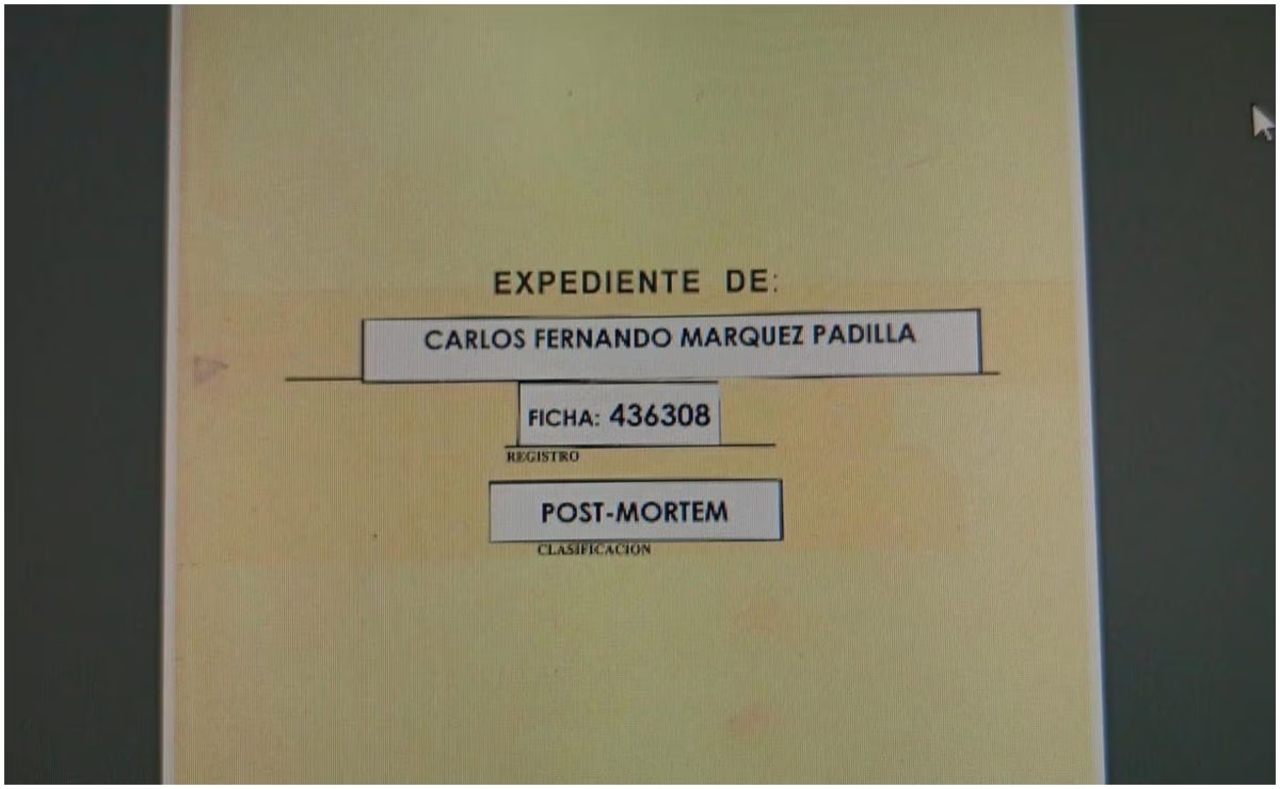 EXPEDIENTE DE:
CARLOS FERNANDO MARQUEZ PADILLA
FICHA: 436308
REGISTRO
POST-MORTEM
CLASIFICACION